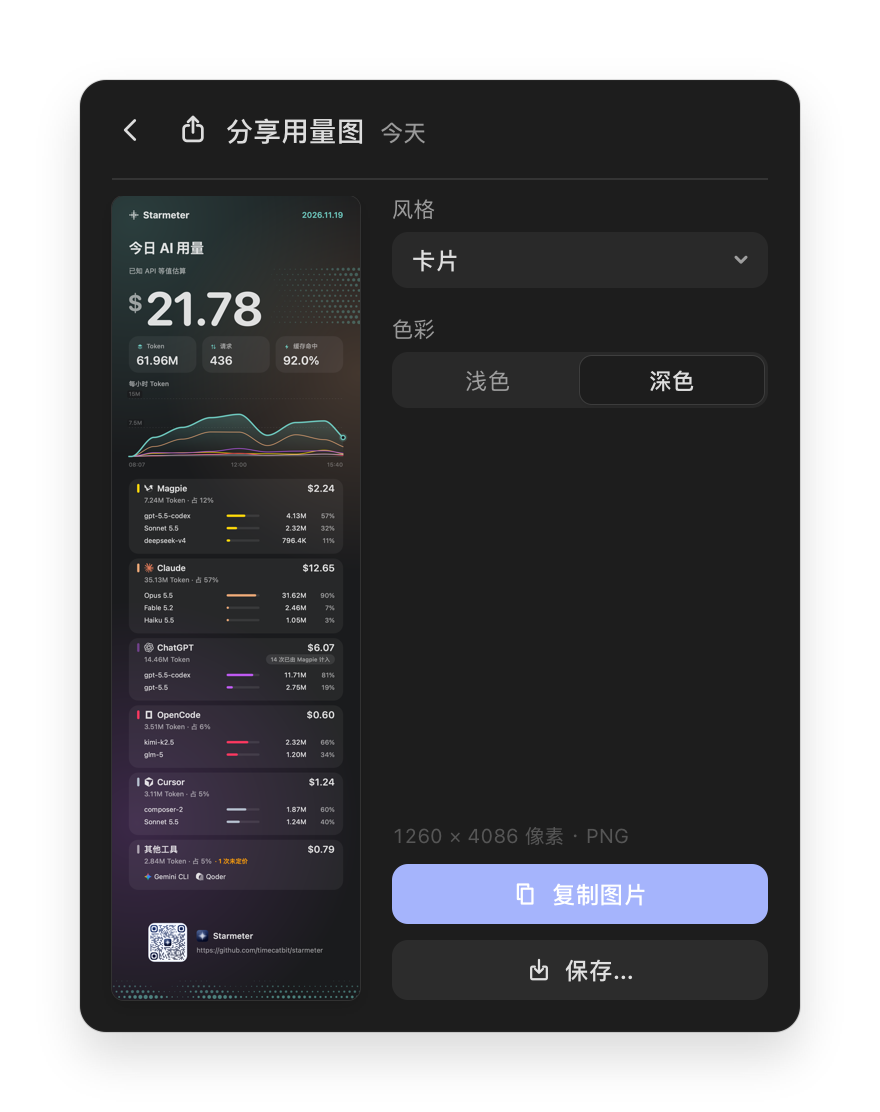 分享用量图 今天
Starmeter 2026.11.19
今日 AI 用量
已知 API 等值估算
$21.78
Token 请求 缓存命中
61.96M 436 92.0%
每小时 Token
15M
7.5M
08:07 12:00 15:40
Magpie $2.24
7.24M Token · 占 12%
gpt-5.5-codex 4.13M 57%
Sonnet 5.5 2.32M 32%
deepseek-v4 796.4K 11%
Claude $12.65
35.13M Token · 占 57%
Opus 5.5 31.62M 90%
Fable 5.2 2.46M 7%
Haiku 5.5 1.05M 3%
ChatGPT $6.07
14.46M Token 14 次已由 Magpie 计入
gpt-5.5-codex 11.71M 81%
gpt-5.5 2.75M 19%
OpenCode $0.60
3.51M Token · 占 6%
kimi-k2.5 2.32M 66%
glm-5 1.20M 34%
Cursor $1.24
3.11M Token · 占 5%
composer-2 1.87M 60%
Sonnet 5.5 1.24M 40%
其他工具 $0.79
2.84M Token · 占 5% · 1 次未定价
Gemini CLI Qoder
Starmeter
https://github.com/timecatbit/starmeter
风格
卡片
色彩
浅色 深色
1260 × 4086 像素 · PNG
复制图片
保存...